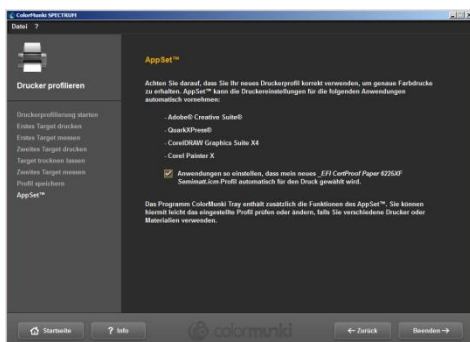 ColorMunki SPECTRUM
Datei ?
Drucker profilieren
Druckerprofilierung starten
Erstes Target drucken
Erstes Target messen
Zweites Target drucken
Target trocknen lassen
Zweites Target messen
Profil speichern
AppSet™
AppSet™
Achten Sie darauf, dass Sie Ihr neues Druckerprofil korrekt verwenden, um genaue Farbdrucke
zu erhalten. AppSet™ kann die Druckereinstellungen für die folgenden Anwendungen
automatisch vornehmen:
- Adobe® Creative Suite®
- QuarkXPress®
- CorelDRAW Graphics Suite X4
- Corel Painter X
Anwendungen so einstellen, dass mein neues _EFI CertProof Paper 6225XF
Semimatt.icm-Profil automatisch für den Druck gewählt wird.
Das Programm ColorMunki Tray enthält zusätzlich die Funktionen des AppSet™. Sie können
hiermit leicht das eingestellte Profil prüfen oder ändern, falls Sie verschiedene Drucker oder
Materialien verwenden.
Startseite
? Info
colormunki
← Zurück
Beenden →